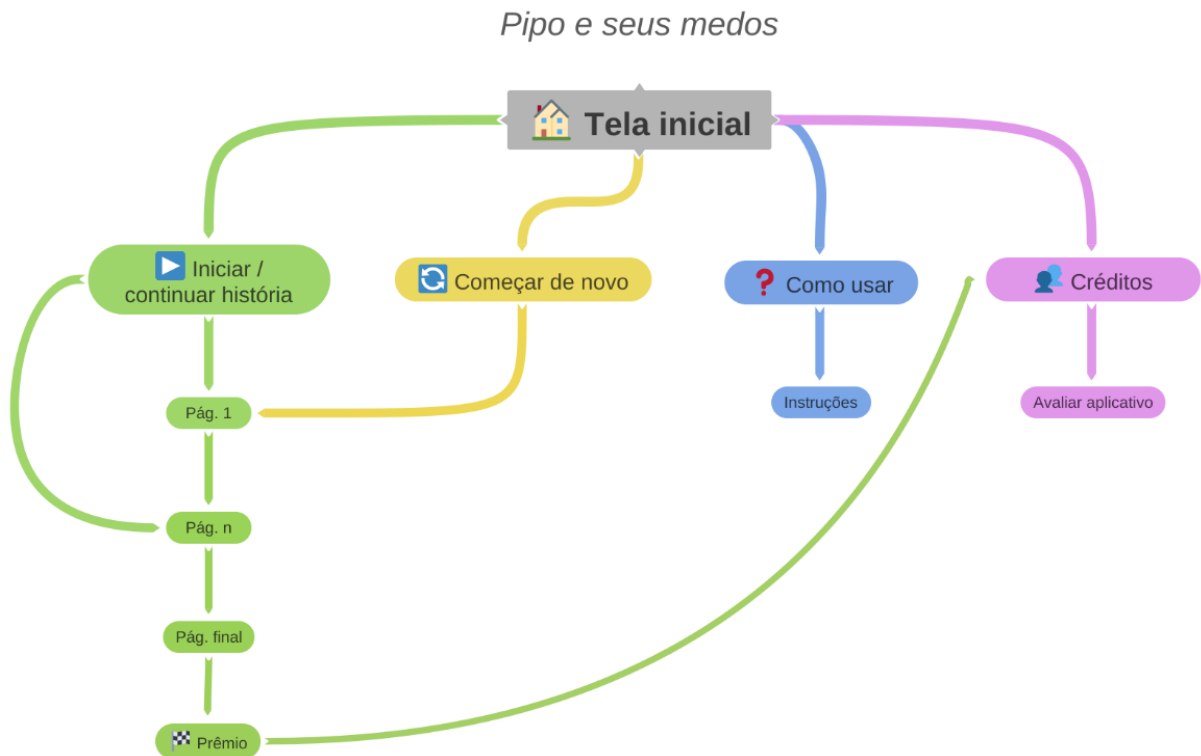 Pipo e seus medos
Tela inicial
Iniciar /
continuar história
Começar de novo
Como usar
Créditos
Pág. 1
Instruções
Avaliar aplicativo
Pág. n
Pág. final
Prêmio